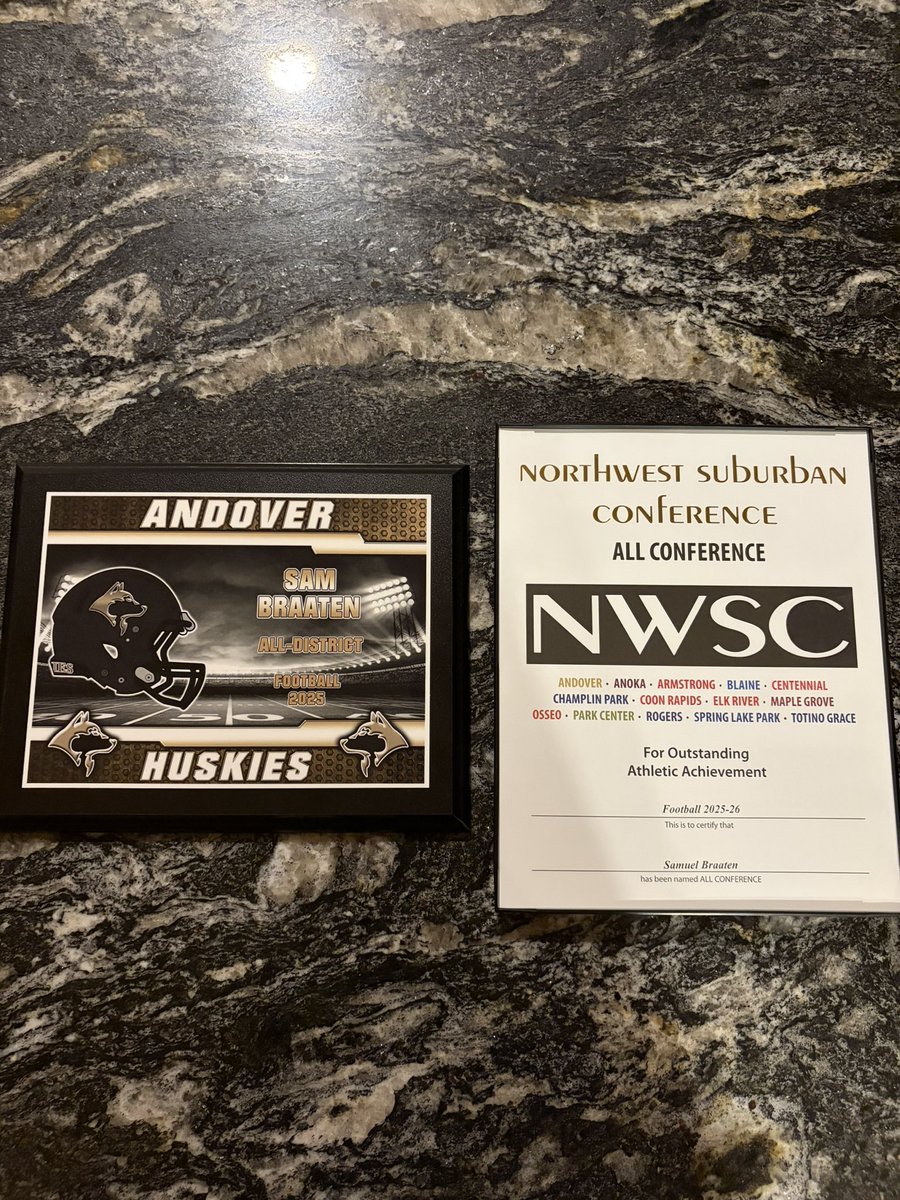 ANDOVER
SAM
BRAATEN
ALL-DISTRICT
FOOTBALL
2025
50
HUSKIES
NORTHWEST SUBURBAN
CONFERENCE
ALL CONFERENCE
NWSC
ANDOVER · ANOKA · ARMSTRONG · BLAINE · CENTENNIAL
CHAMPLIN PARK · COON RAPIDS · ELK RIVER · MAPLE GROVE
OSSEO · PARK CENTER · ROGERS · SPRING LAKE PARK · TOTINO GRACE
For Outstanding
Athletic Achievement
Football 2025-26
This is to certify that
Samuel Braaten
has been named ALL CONFERENCE